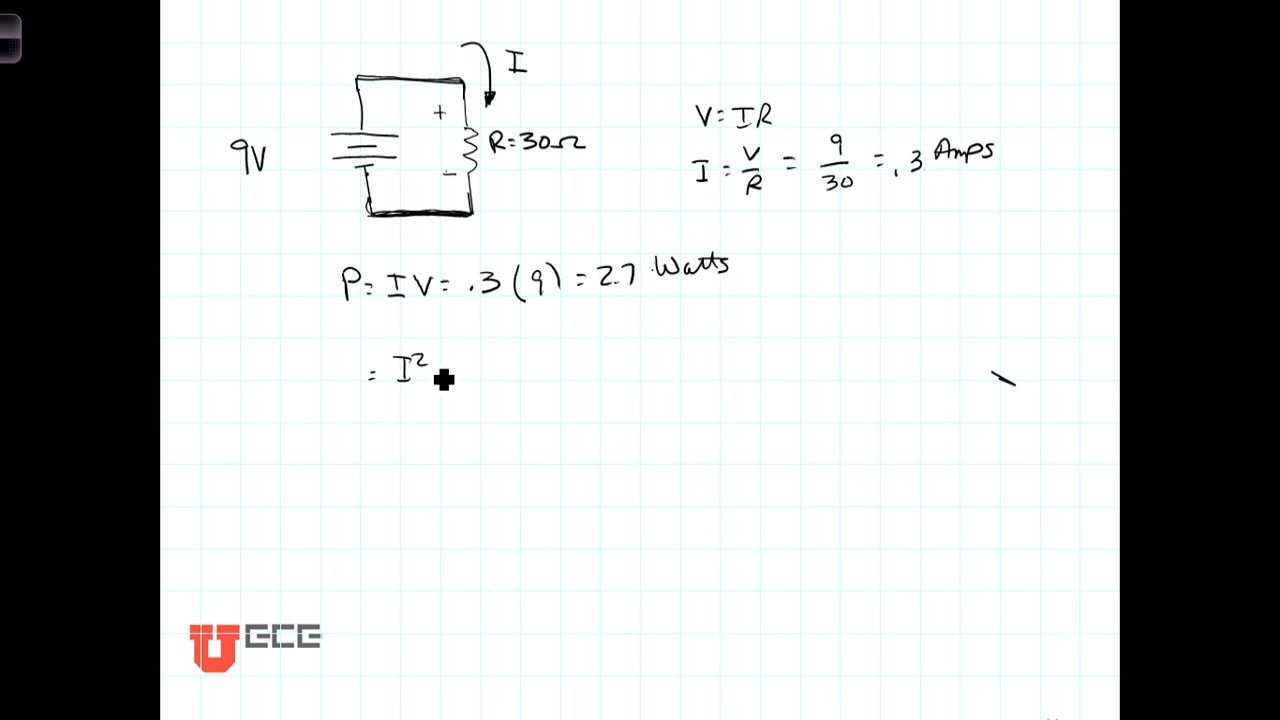 I
+
9V
R=30Ω
-
V=IR
I = V/R = 9/30 = .3 Amps
P= IV= .3 (9) = 2.7 Watts
= I²
U ECE